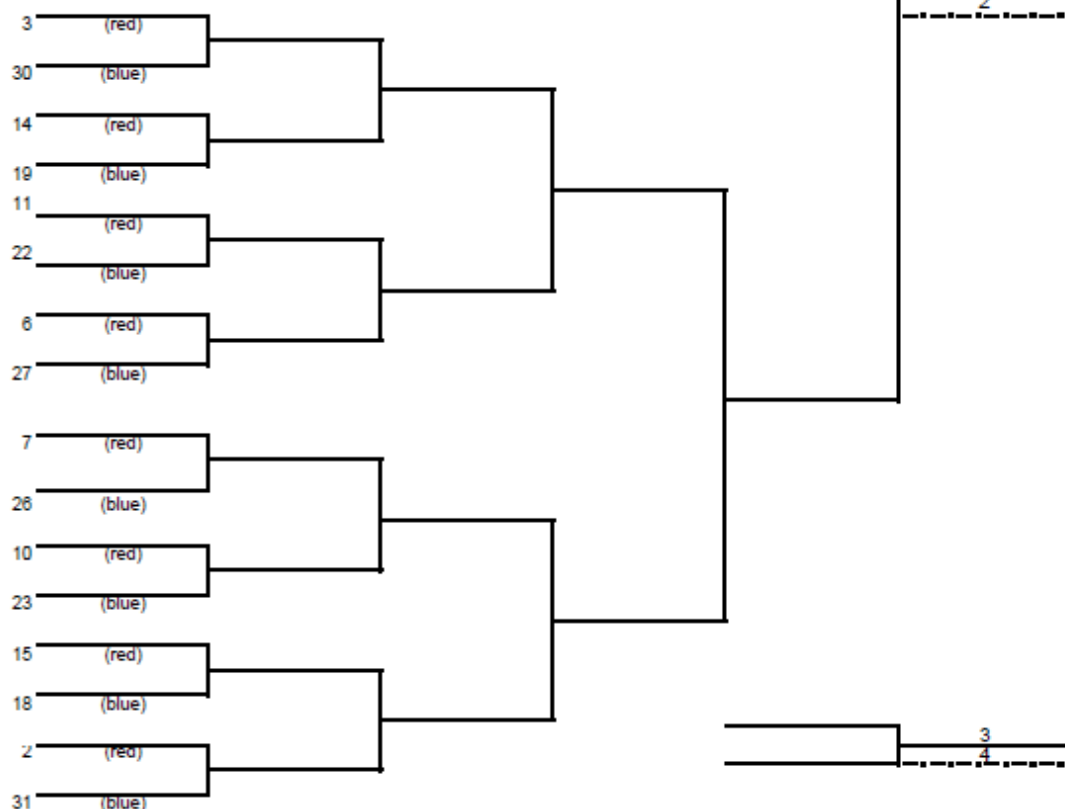 2
3 (red)
30 (blue)
14 (red)
19 (blue)
11 (red)
22 (blue)
6 (red)
27 (blue)
7 (red)
26 (blue)
10 (red)
23 (blue)
15 (red)
18 (blue)
2 (red)
3
4
31 (blue)